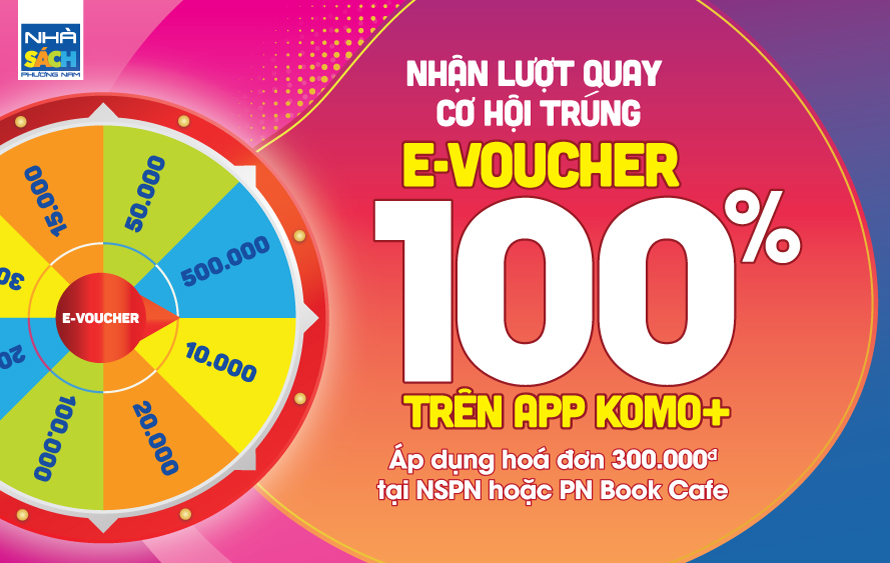 NHÀ
SÁCH
PHƯƠNG NAM
NHẬN LƯỢT QUAY
CƠ HỘI TRÚNG
E-VOUCHER
100%
TRÊN APP KOMO+
Áp dụng hoá đơn 300.000đ
tại NSPN hoặc PN Book Cafe
15.000
50.000
500.000
10.000
20.000
100.000
20
30
E-VOUCHER